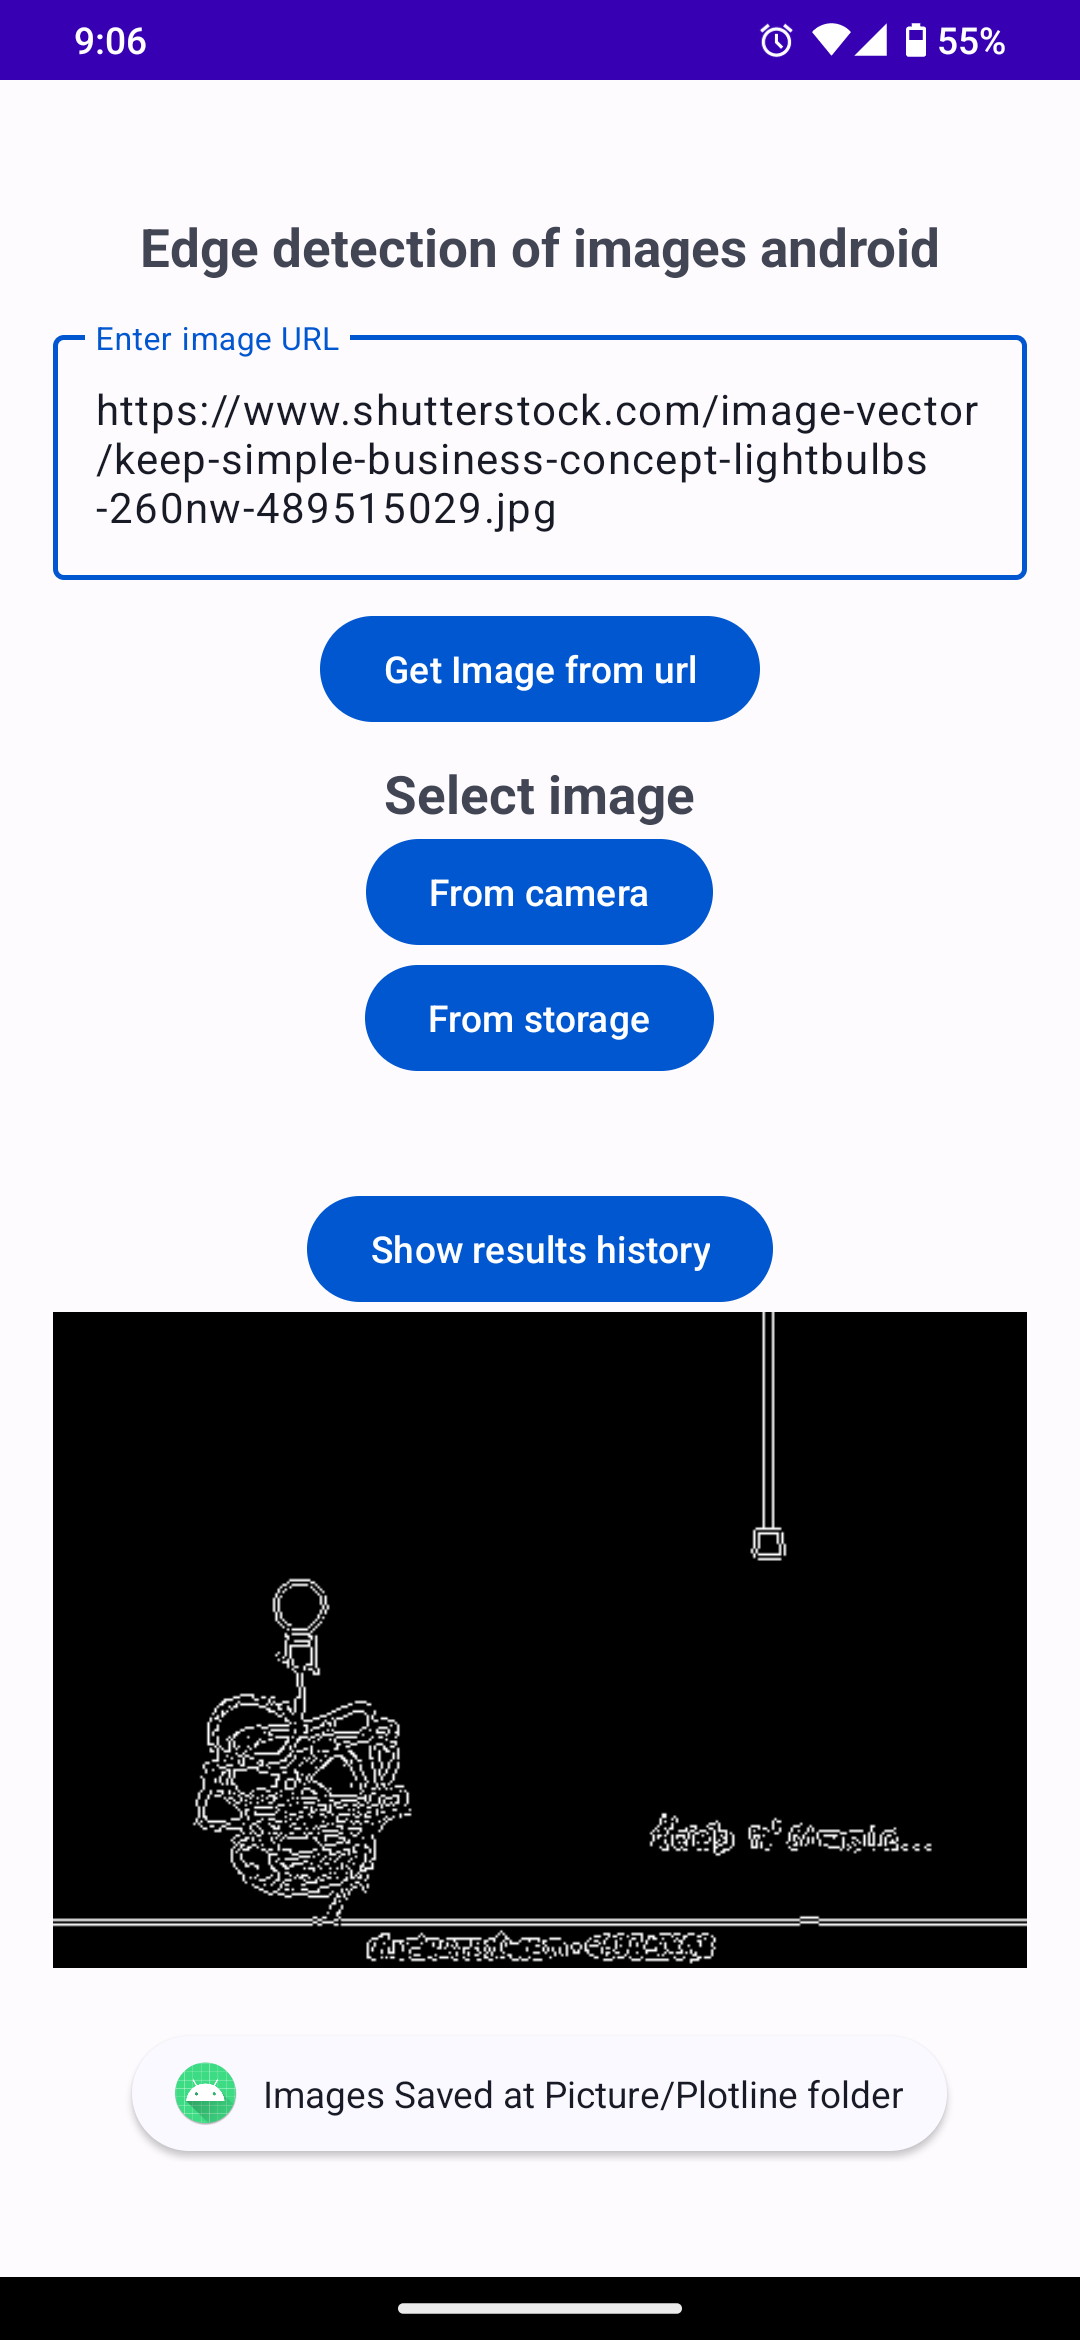 9:06
55%
Edge detection of images android
Enter image URL
https://www.shutterstock.com/image-vector
/keep-simple-business-concept-lightbulbs
-260nw-489515029.jpg
Get Image from url
Select image
From camera
From storage
Show results history
Images Saved at Picture/Plotline folder